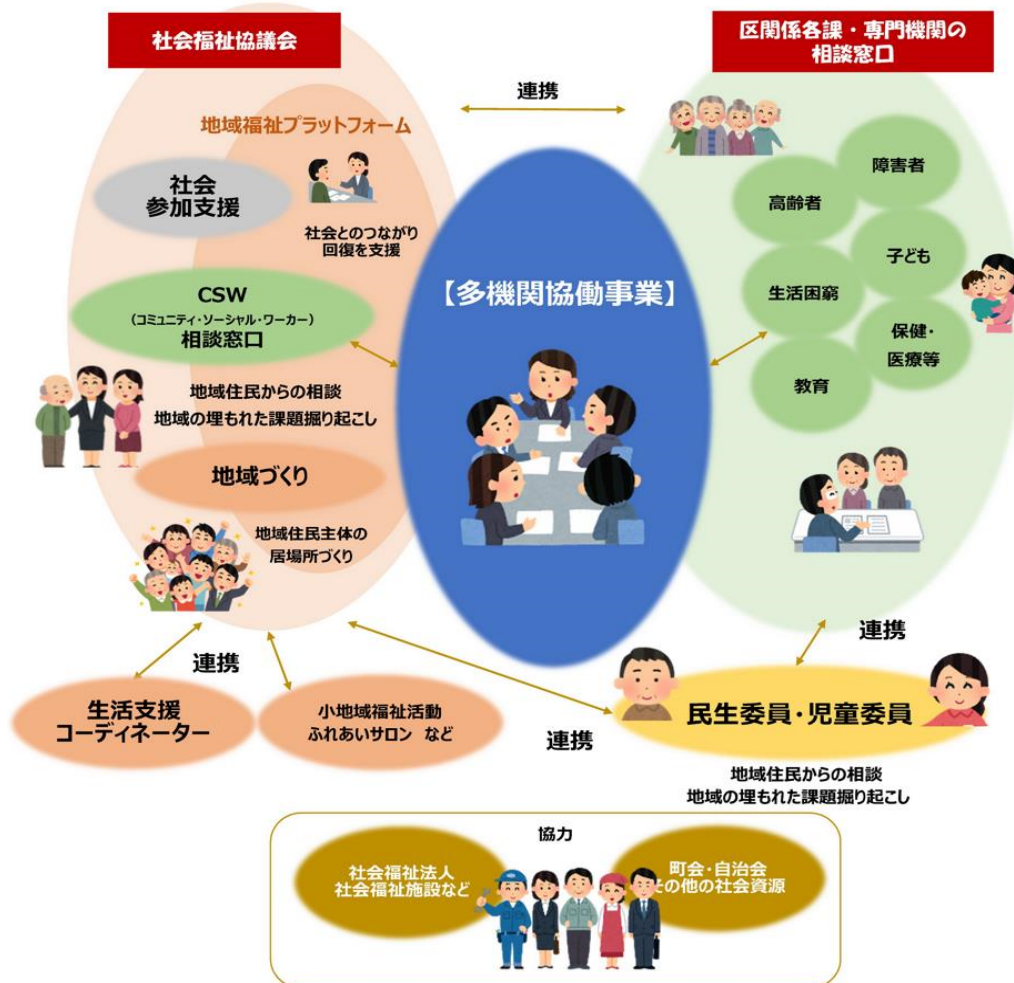 社会福祉協議会
区関係各課・専門機関の
相談窓口
連携
地域福祉プラットフォーム
社会
参加支援
社会とのつながり
回復を支援
CSW
（コミュニティ・ソーシャル・ワーカー）
相談窓口
地域住民からの相談
地域の埋もれた課題掘り起こし
地域づくり
地域住民主体の
居場所づくり
【多機関協働事業】
障害者
高齢者
子ども
生活困窮
保健・
医療等
教育
連携
生活支援
コーディネーター
小地域福祉活動
ふれあいサロン など
連携
連携
民生委員・児童委員
地域住民からの相談
地域の埋もれた課題掘り起こし
協力
社会福祉法人
社会福祉施設など
町会・自治会
その他の社会資源